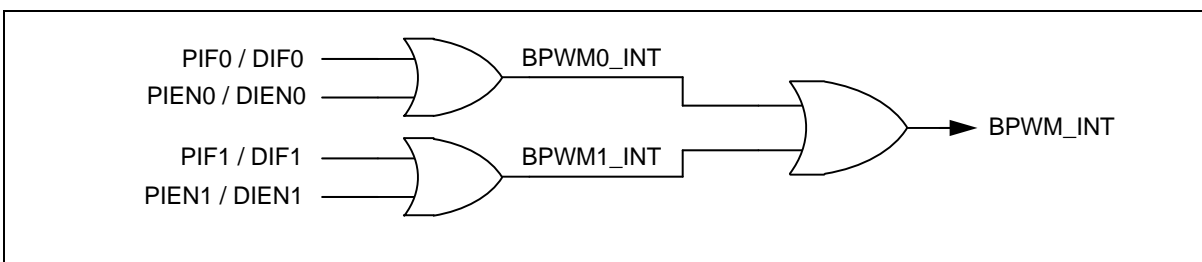 PIF0 / DIF0
BPWM0_INT
PIEN0 / DIEN0
BPWM_INT
PIF1 / DIF1
BPWM1_INT
PIEN1 / DIEN1